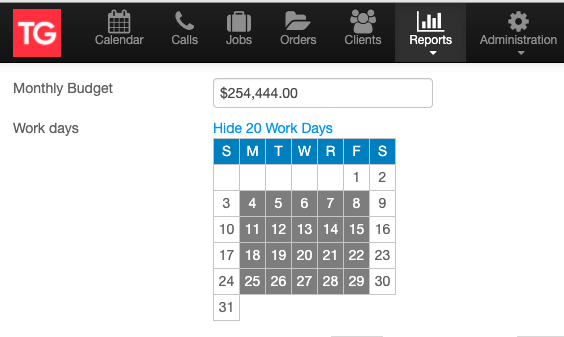 TG
Calendar Calls Jobs Orders Clients Reports Administration
Monthly Budget $254,444.00
Work days Hide 20 Work Days
S M T W R F S
1 2
3 4 5 6 7 8 9
10 11 12 13 14 15 16
17 18 19 20 21 22 23
24 25 26 27 28 29 30
31